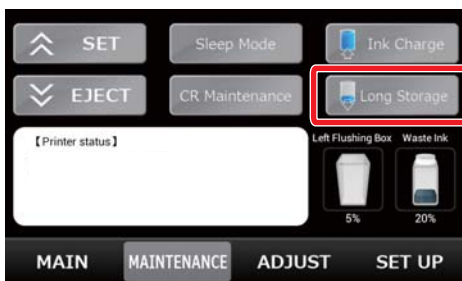 SET
Sleep Mode
Ink Charge
EJECT
CR Maintenance
Long Storage
【Printer status】
Left Flushing Box
Waste Ink
5%
20%
MAIN
MAINTENANCE
ADJUST
SET UP